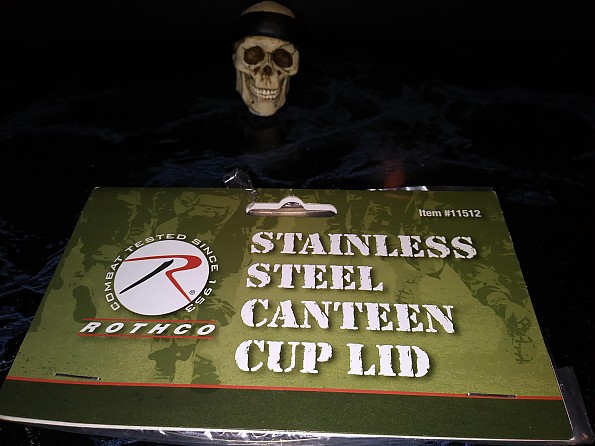 Item #11512
COMBAT TESTED SINCE 1953
R
®
ROTHCO
STAINLESS
STEEL
CANTEEN
CUP LID